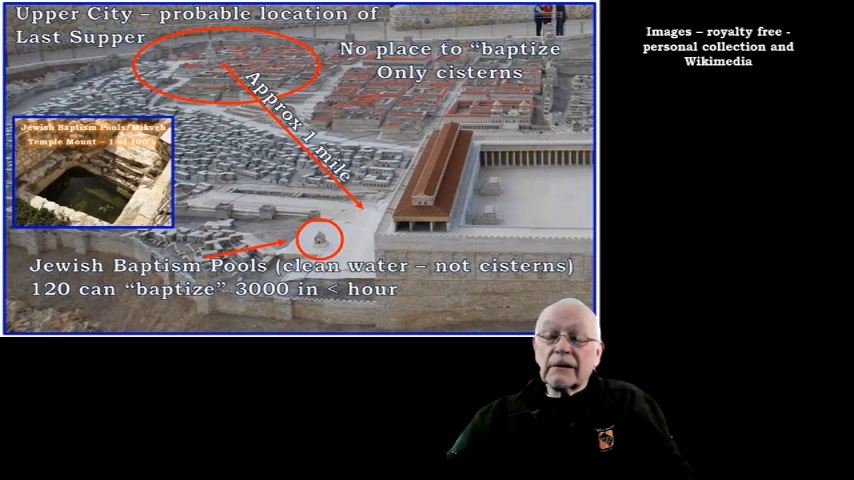 Upper City – probable location of
Last Supper
No place to “baptize
Only cisterns
Approx 1 mile
Jewish Baptism Pools/Mikveh
Temple Mount – 1 of 100's
Jewish Baptism Pools (clean water – not cisterns)
120 can “baptize” 3000 in < hour
Images – royalty free -
personal collection and
Wikimedia